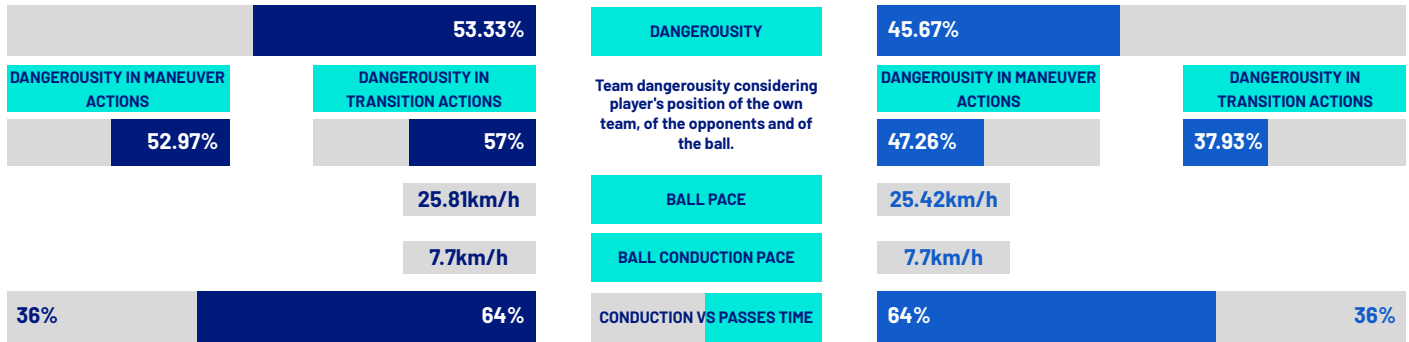 53.33%
DANGEROUSITY
45.67%
DANGEROUSITY IN MANEUVER
ACTIONS
DANGEROUSITY IN
TRANSITION ACTIONS
Team dangerousity considering
player's position of the own
team, of the opponents and of
the ball.
DANGEROUSITY IN MANEUVER
ACTIONS
DANGEROUSITY IN
TRANSITION ACTIONS
52.97%
57%
47.26%
37.93%
25.81km/h
BALL PACE
25.42km/h
7.7km/h
BALL CONDUCTION PACE
7.7km/h
36%
64%
CONDUCTION VS PASSES TIME
64%
36%